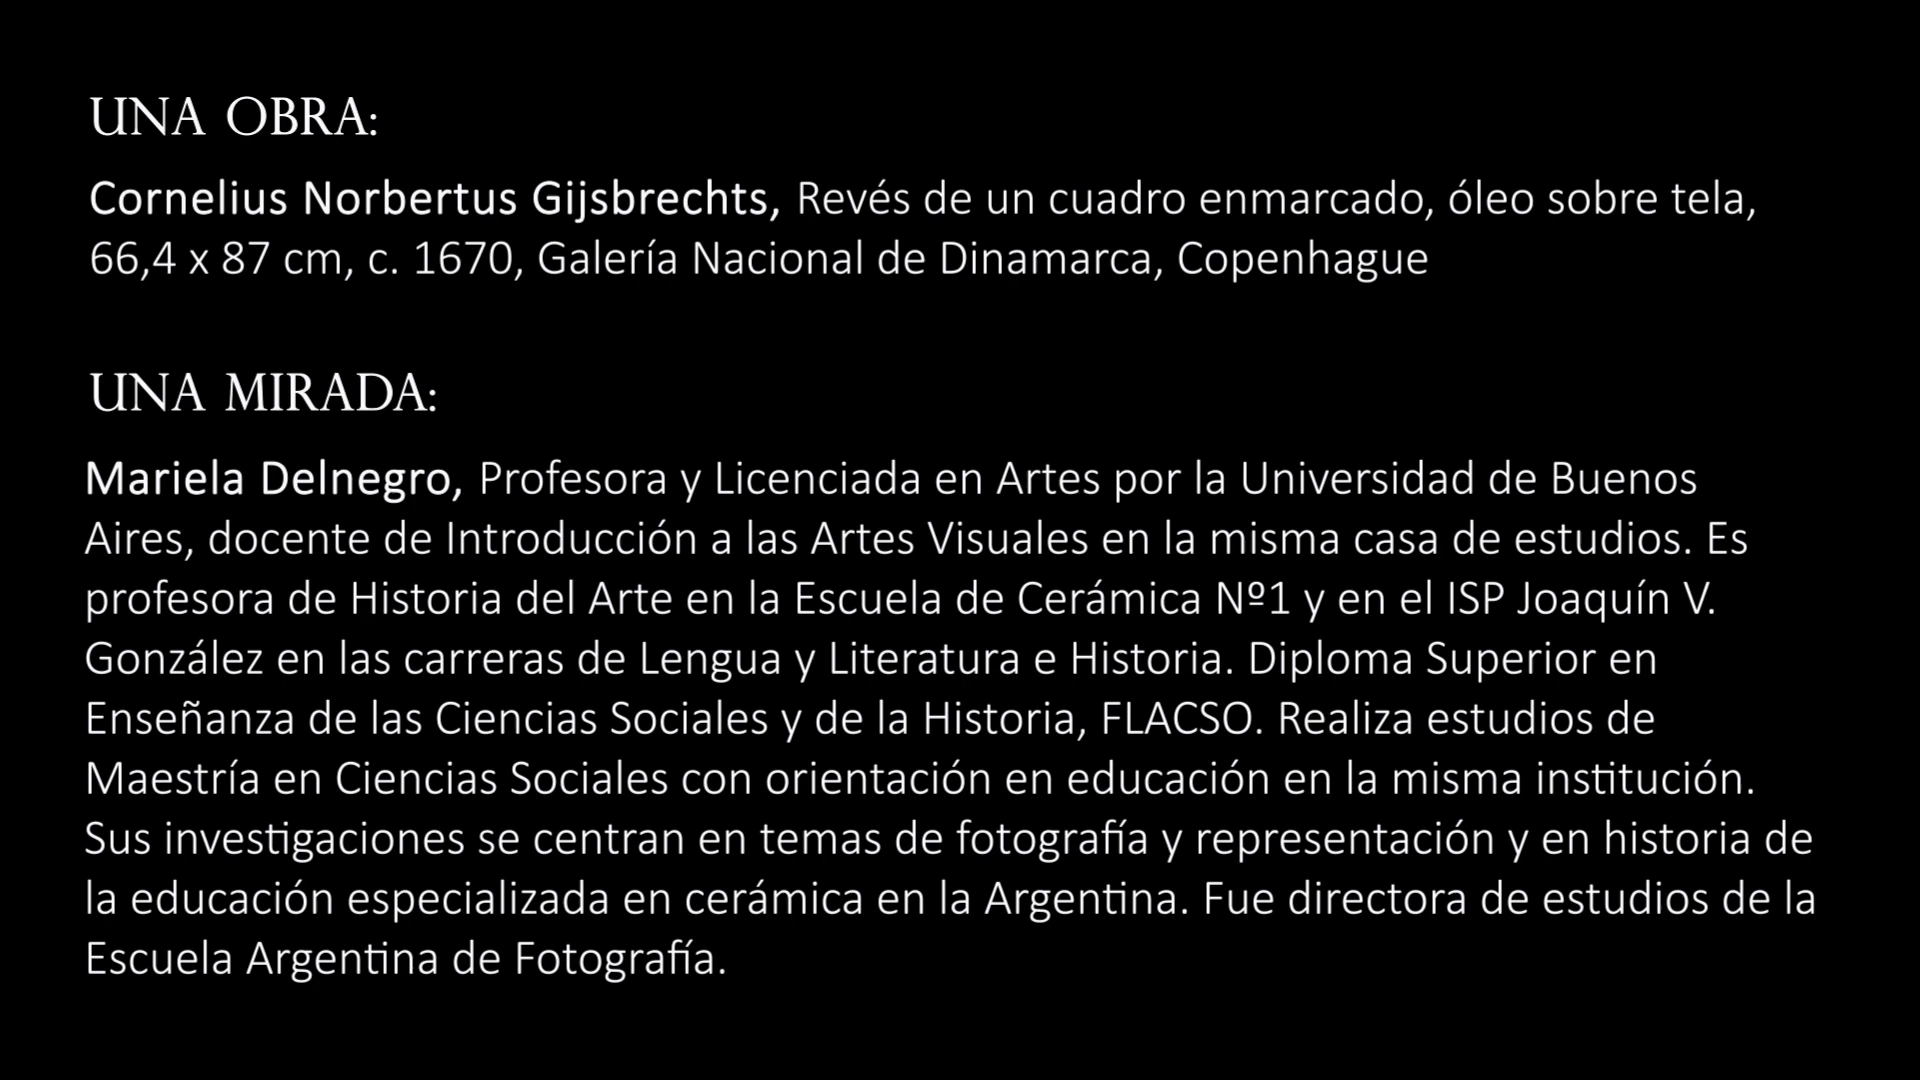 UNA OBRA:
Cornelius Norbertus Gijsbrechts, Revés de un cuadro enmarcado, óleo sobre tela,
66,4 x 87 cm, c. 1670, Galería Nacional de Dinamarca, Copenhague
UNA MIRADA:
Mariela Delnegro, Profesora y Licenciada en Artes por la Universidad de Buenos
Aires, docente de Introducción a las Artes Visuales en la misma casa de estudios. Es
profesora de Historia del Arte en la Escuela de Cerámica Nº1 y en el ISP Joaquín V.
González en las carreras de Lengua y Literatura e Historia. Diploma Superior en
Enseñanza de las Ciencias Sociales y de la Historia, FLACSO. Realiza estudios de
Maestría en Ciencias Sociales con orientación en educación en la misma institución.
Sus investigaciones se centran en temas de fotografía y representación y en historia de
la educación especializada en cerámica en la Argentina. Fue directora de estudios de la
Escuela Argentina de Fotografía.